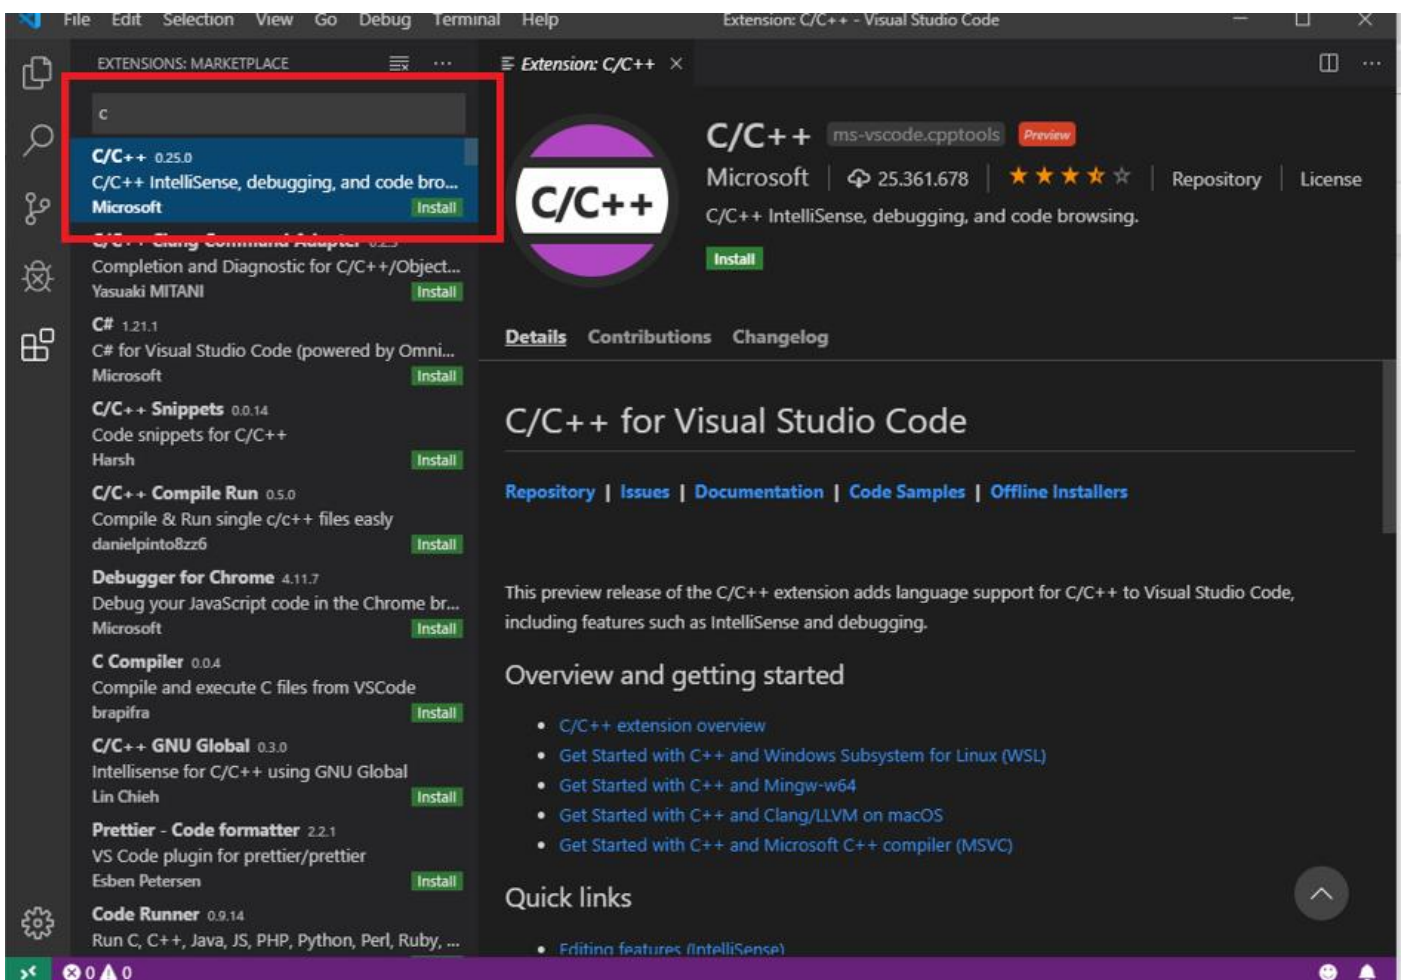 File Edit Selection View Go Debug Terminal Help Extension: C/C++ - Visual Studio Code
EXTENSIONS: MARKETPLACE
c
C/C++ 0.25.0
C/C++ IntelliSense, debugging, and code bro...
Microsoft Install
C/C++ Clang Command Adapter 0.2.3
Completion and Diagnostic for C/C++/Object...
Yasuaki MITANI Install
C# 1.21.1
C# for Visual Studio Code (powered by Omni...
Microsoft Install
C/C++ Snippets 0.0.14
Code snippets for C/C++
Harsh Install
C/C++ Compile Run 0.5.0
Compile & Run single c/c++ files easly
danielpinto8zz6 Install
Debugger for Chrome 4.11.7
Debug your JavaScript code in the Chrome br...
Microsoft Install
C Compiler 0.0.4
Compile and execute C files from VSCode
brapifra Install
C/C++ GNU Global 0.3.0
Intellisense for C/C++ using GNU Global
Lin Chieh Install
Prettier - Code formatter 2.2.1
VS Code plugin for prettier/prettier
Esben Petersen Install
Code Runner 0.9.14
Run C, C++, Java, JS, PHP, Python, Perl, Ruby, ...
Extension: C/C++
C/C++
C/C++ ms-vscode.cpptools Preview
Microsoft 25.361.678 Repository License
C/C++ IntelliSense, debugging, and code browsing.
Install
Details Contributions Changelog
C/C++ for Visual Studio Code
Repository | Issues | Documentation | Code Samples | Offline Installers
This preview release of the C/C++ extension adds language support for C/C++ to Visual Studio Code,
including features such as IntelliSense and debugging.
Overview and getting started
• C/C++ extension overview
• Get Started with C++ and Windows Subsystem for Linux (WSL)
• Get Started with C++ and Mingw-w64
• Get Started with C++ and Clang/LLVM on macOS
• Get Started with C++ and Microsoft C++ compiler (MSVC)
Quick links
• Editing features (IntelliSense)
0 0